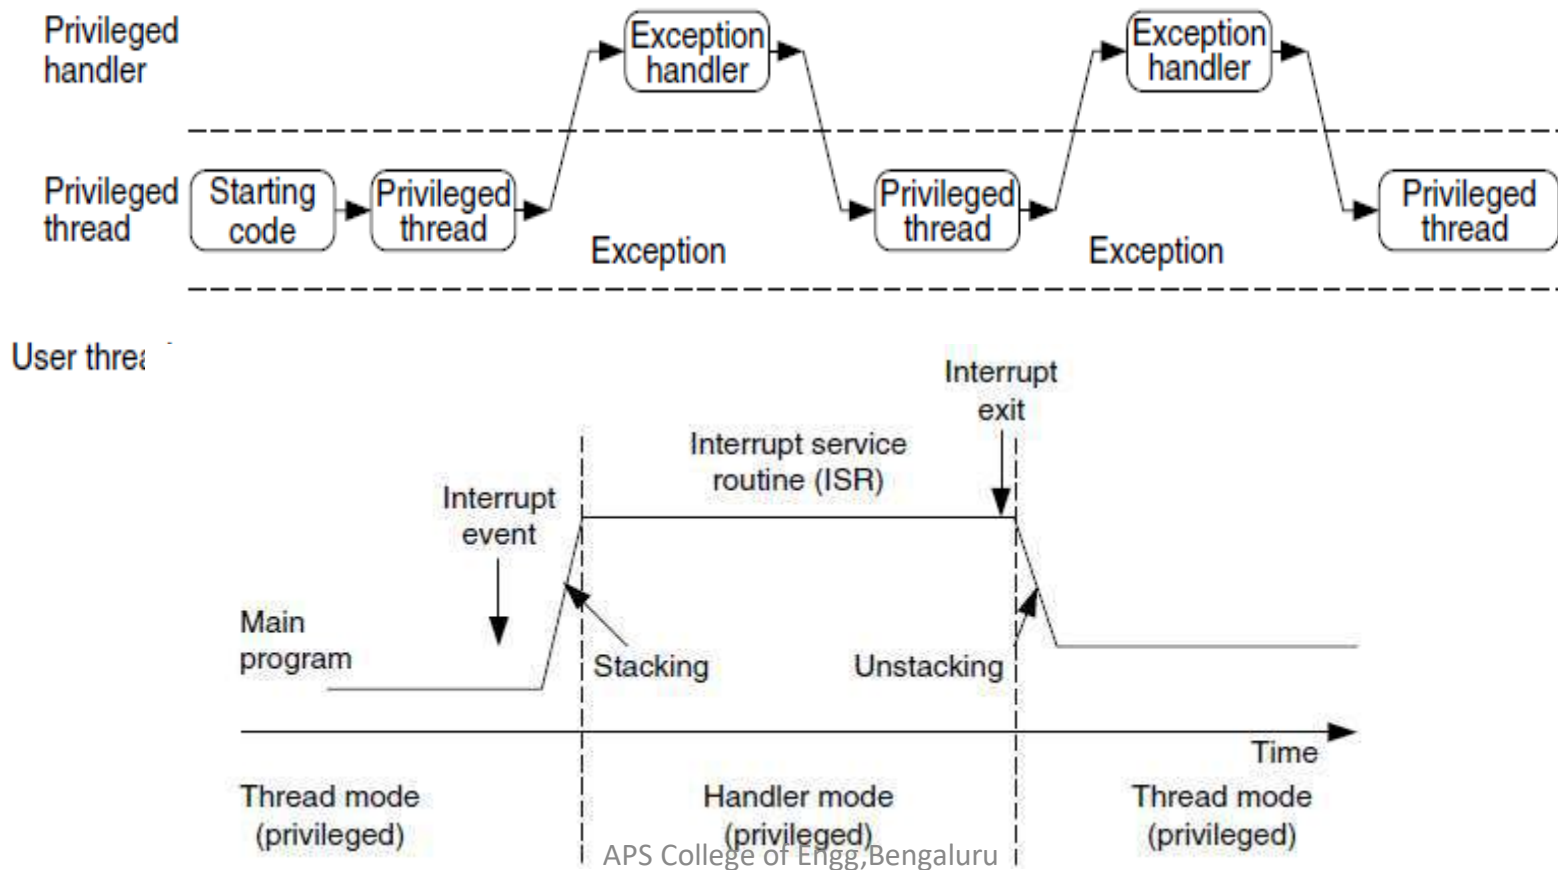 Privileged
handler
Exception
handler
Exception
handler
Privileged
thread
Starting
code
Privileged
thread
Exception
Privileged
thread
Exception
Privileged
thread
User
Interrupt
exit
Interrupt service
routine (ISR)
Interrupt
event
Main
program
Stacking
Unstacking
Time
Thread mode
(privileged)
Handler mode
(privileged)
Thread mode
(privileged)
APS College of Engg,Bengaluru